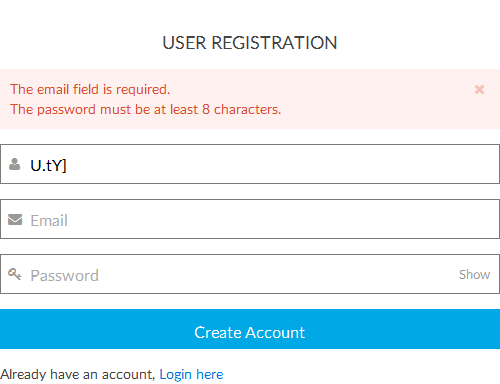 USER REGISTRATION
The email field is required.
The password must be at least 8 characters.
U.tY]
Email
Password Show
Create Account
Already have an account, Login here